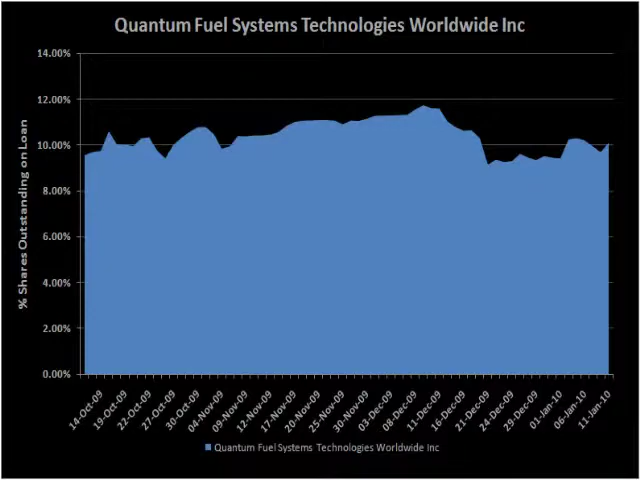 Quantum Fuel Systems Technologies Worldwide Inc
14.00%
12.00%
10.00%
8.00%
6.00%
4.00%
2.00%
0.00%
% Shares Outstanding on Loan
14-Oct-09
19-Oct-09
22-Oct-09
27-Oct-09
30-Oct-09
04-Nov-09
09-Nov-09
12-Nov-09
17-Nov-09
20-Nov-09
25-Nov-09
30-Nov-09
03-Dec-09
08-Dec-09
11-Dec-09
16-Dec-09
21-Dec-09
24-Dec-09
29-Dec-09
01-Jan-10
06-Jan-10
11-Jan-10
Quantum Fuel Systems Technologies Worldwide Inc